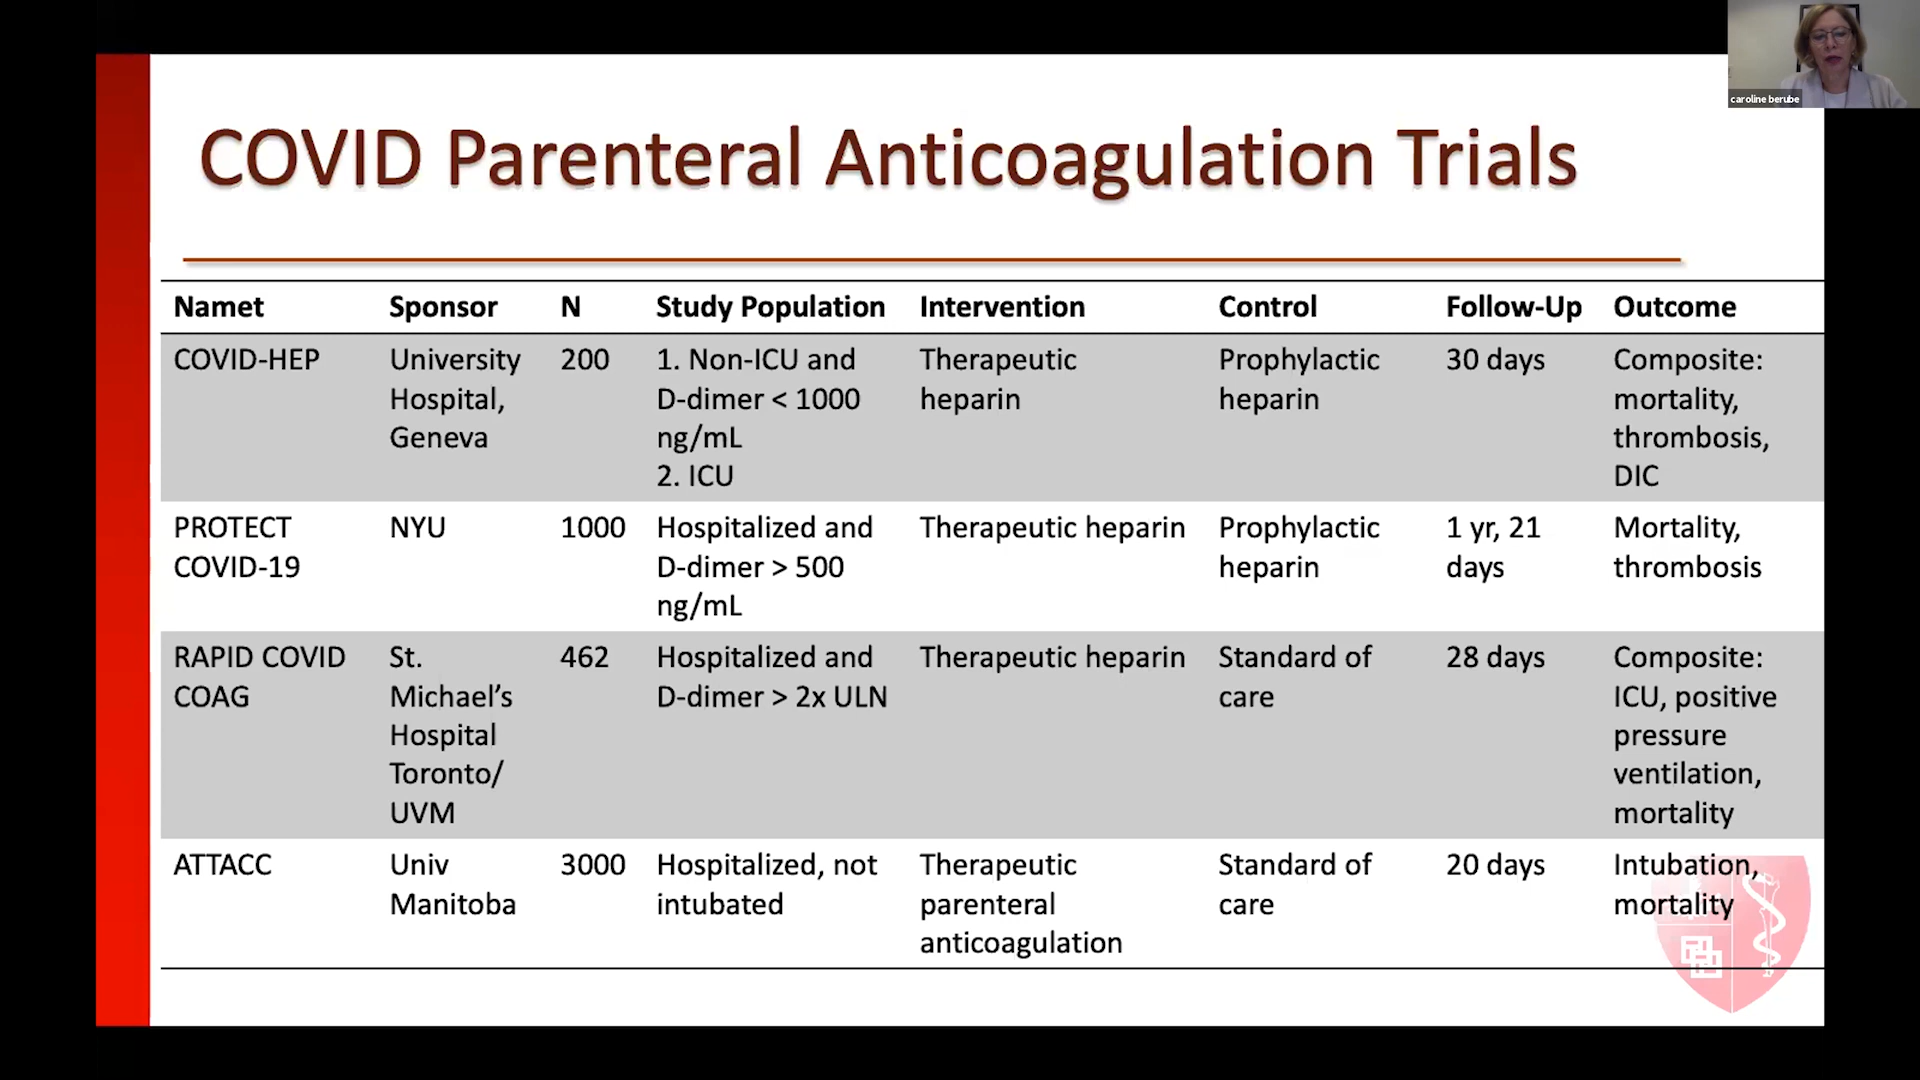 caroline berube
COVID Parenteral Anticoagulation Trials
Namet Sponsor N Study Population Intervention Control Follow-Up Outcome
COVID-HEP University Hospital, Geneva 200 1. Non-ICU and D-dimer < 1000 ng/mL 2. ICU Therapeutic heparin Prophylactic heparin 30 days Composite: mortality, thrombosis, DIC
PROTECT COVID-19 NYU 1000 Hospitalized and D-dimer > 500 ng/mL Therapeutic heparin Prophylactic heparin 1 yr, 21 days Mortality, thrombosis
RAPID COVID COAG St. Michael’s Hospital Toronto/ UVM 462 Hospitalized and D-dimer > 2x ULN Therapeutic heparin Standard of care 28 days Composite: ICU, positive pressure ventilation, mortality
ATTACC Univ Manitoba 3000 Hospitalized, not intubated Therapeutic parenteral anticoagulation Standard of care 20 days Intubation, mortality